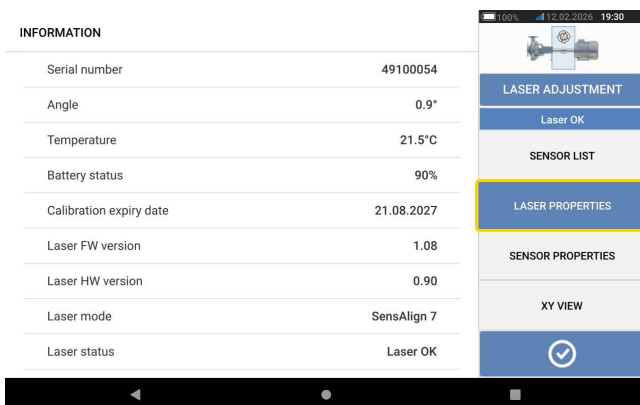 100% 12.02.2026 19:30
INFORMATION
Serial number 49100054
Angle 0.9°
Temperature 21.5°C
Battery status 90%
Calibration expiry date 21.08.2027
Laser FW version 1.08
Laser HW version 0.90
Laser mode SensAlign 7
Laser status Laser OK
LASER ADJUSTMENT
Laser OK
SENSOR LIST
LASER PROPERTIES
SENSOR PROPERTIES
XY VIEW